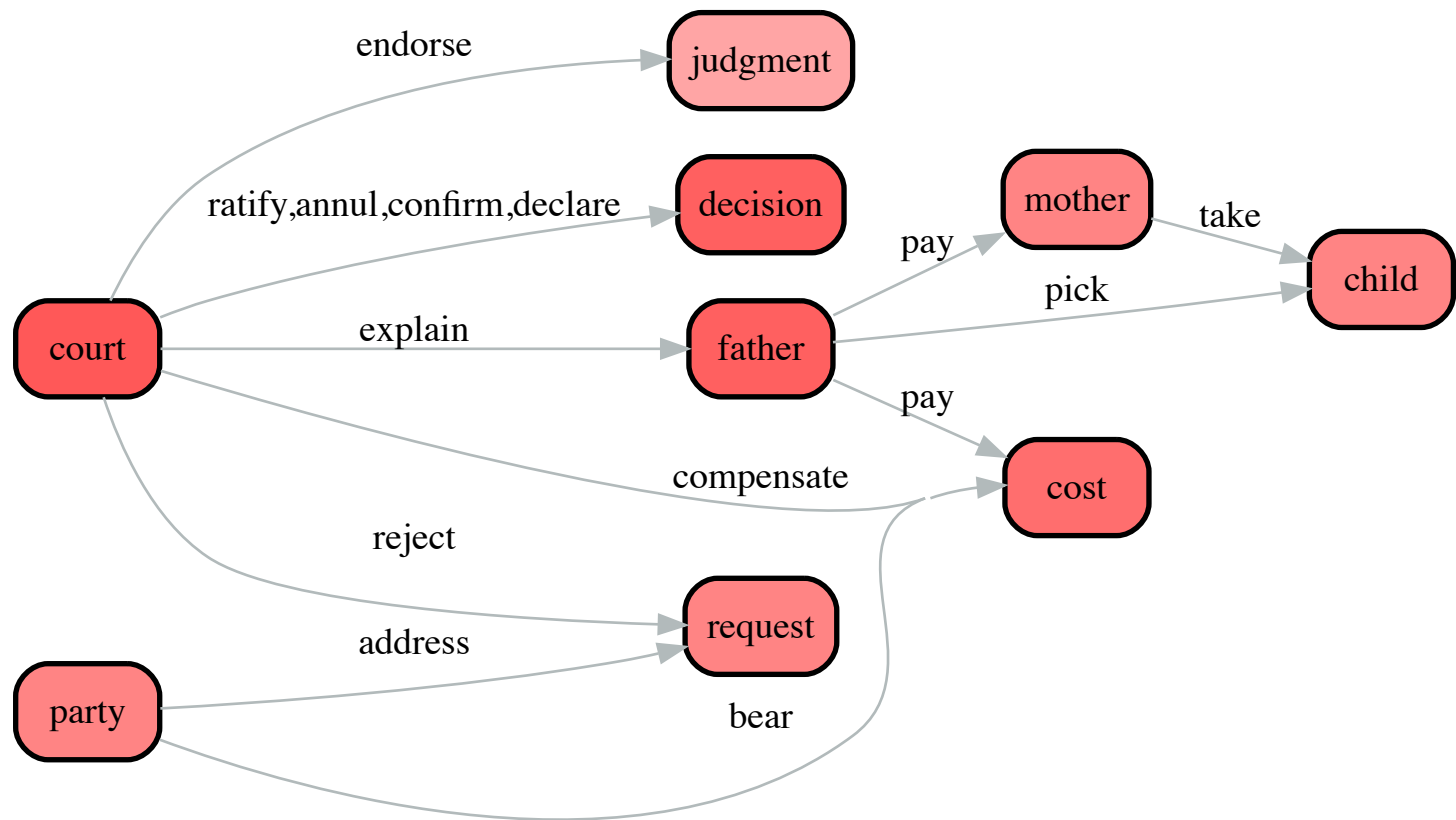 endorse
judgment
ratify,annul,confirm,declare
decision
mother
take
pay
child
pick
court
explain
father
pay
compensate
cost
reject
request
address
party
bear